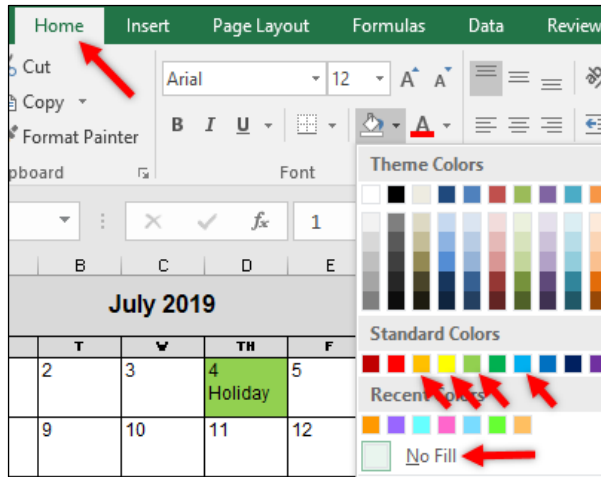 Home Insert Page Layout Formulas Data Review
Cut
Copy
Format Painter
Arial 12 A A
B I U A
pboard Font
Theme Colors
fx 1
B C D E
July 2019
Standard Colors
T W TH F
2 3 4 5
Holiday
Recent Colors
9 10 11 12
No Fill